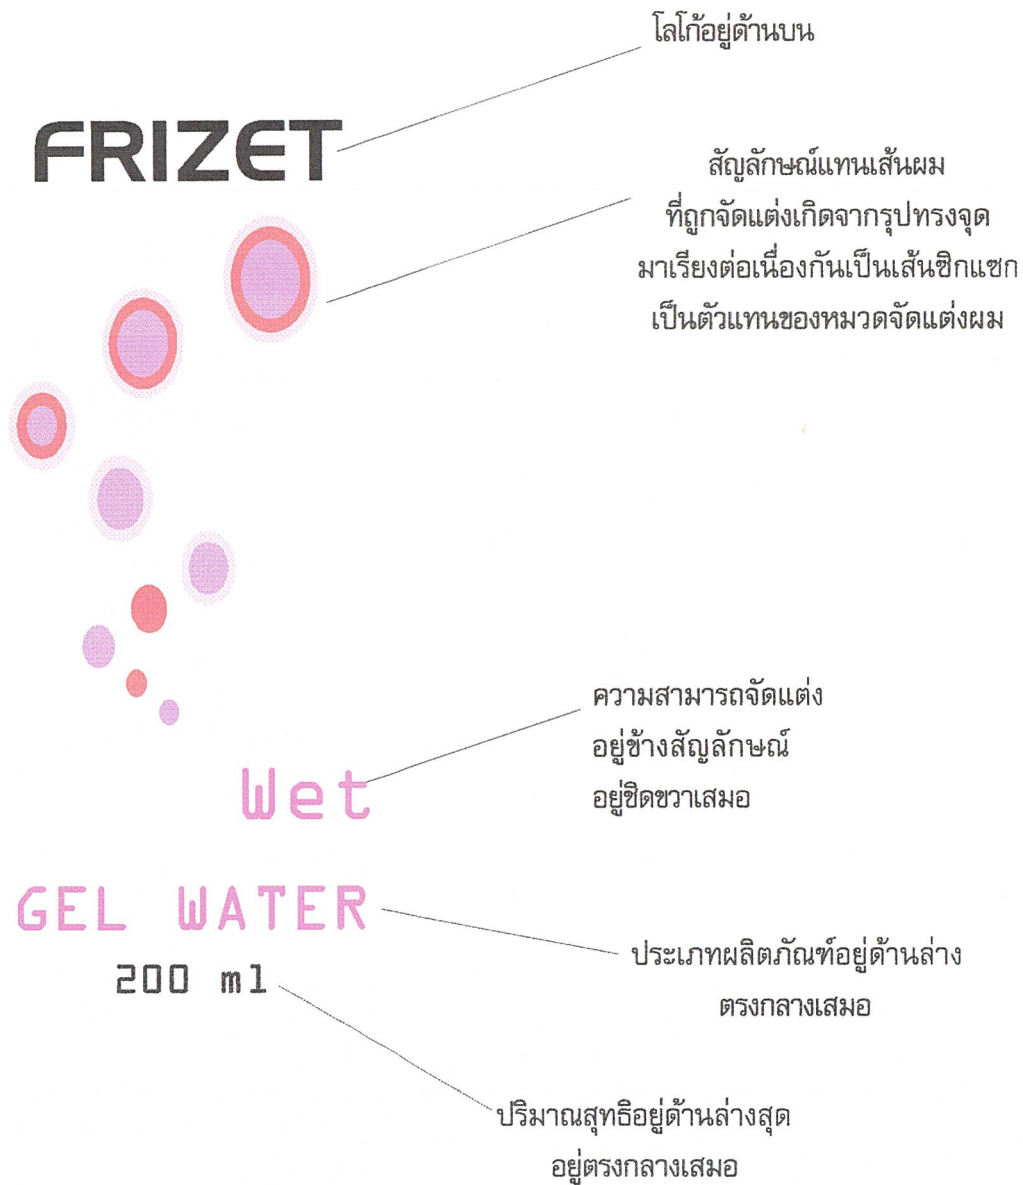 โลโก้อยู่ด้านบน
FRIZET
สัญลักษณ์แทนเส้นผม
ที่ถูกจัดแต่งเกิดจากรุปทรงจุด
มาเรียงต่อเนื่องกันเป็นเส้นซิกแซก
เป็นตัวแทนของหมวดจัดแต่งผม
ความสามารถจัดแต่ง
อยู่ข้างสัญลักษณ์
อยู่ชิดขวาเสมอ
Wet
GEL WATER
ประเภทผลิตภัณฑ์อยู่ด้านล่าง
ตรงกลางเสมอ
200 ml
ปริมาณสุทธิอยู่ด้านล่างสุด
อยู่ตรงกลางเสมอ